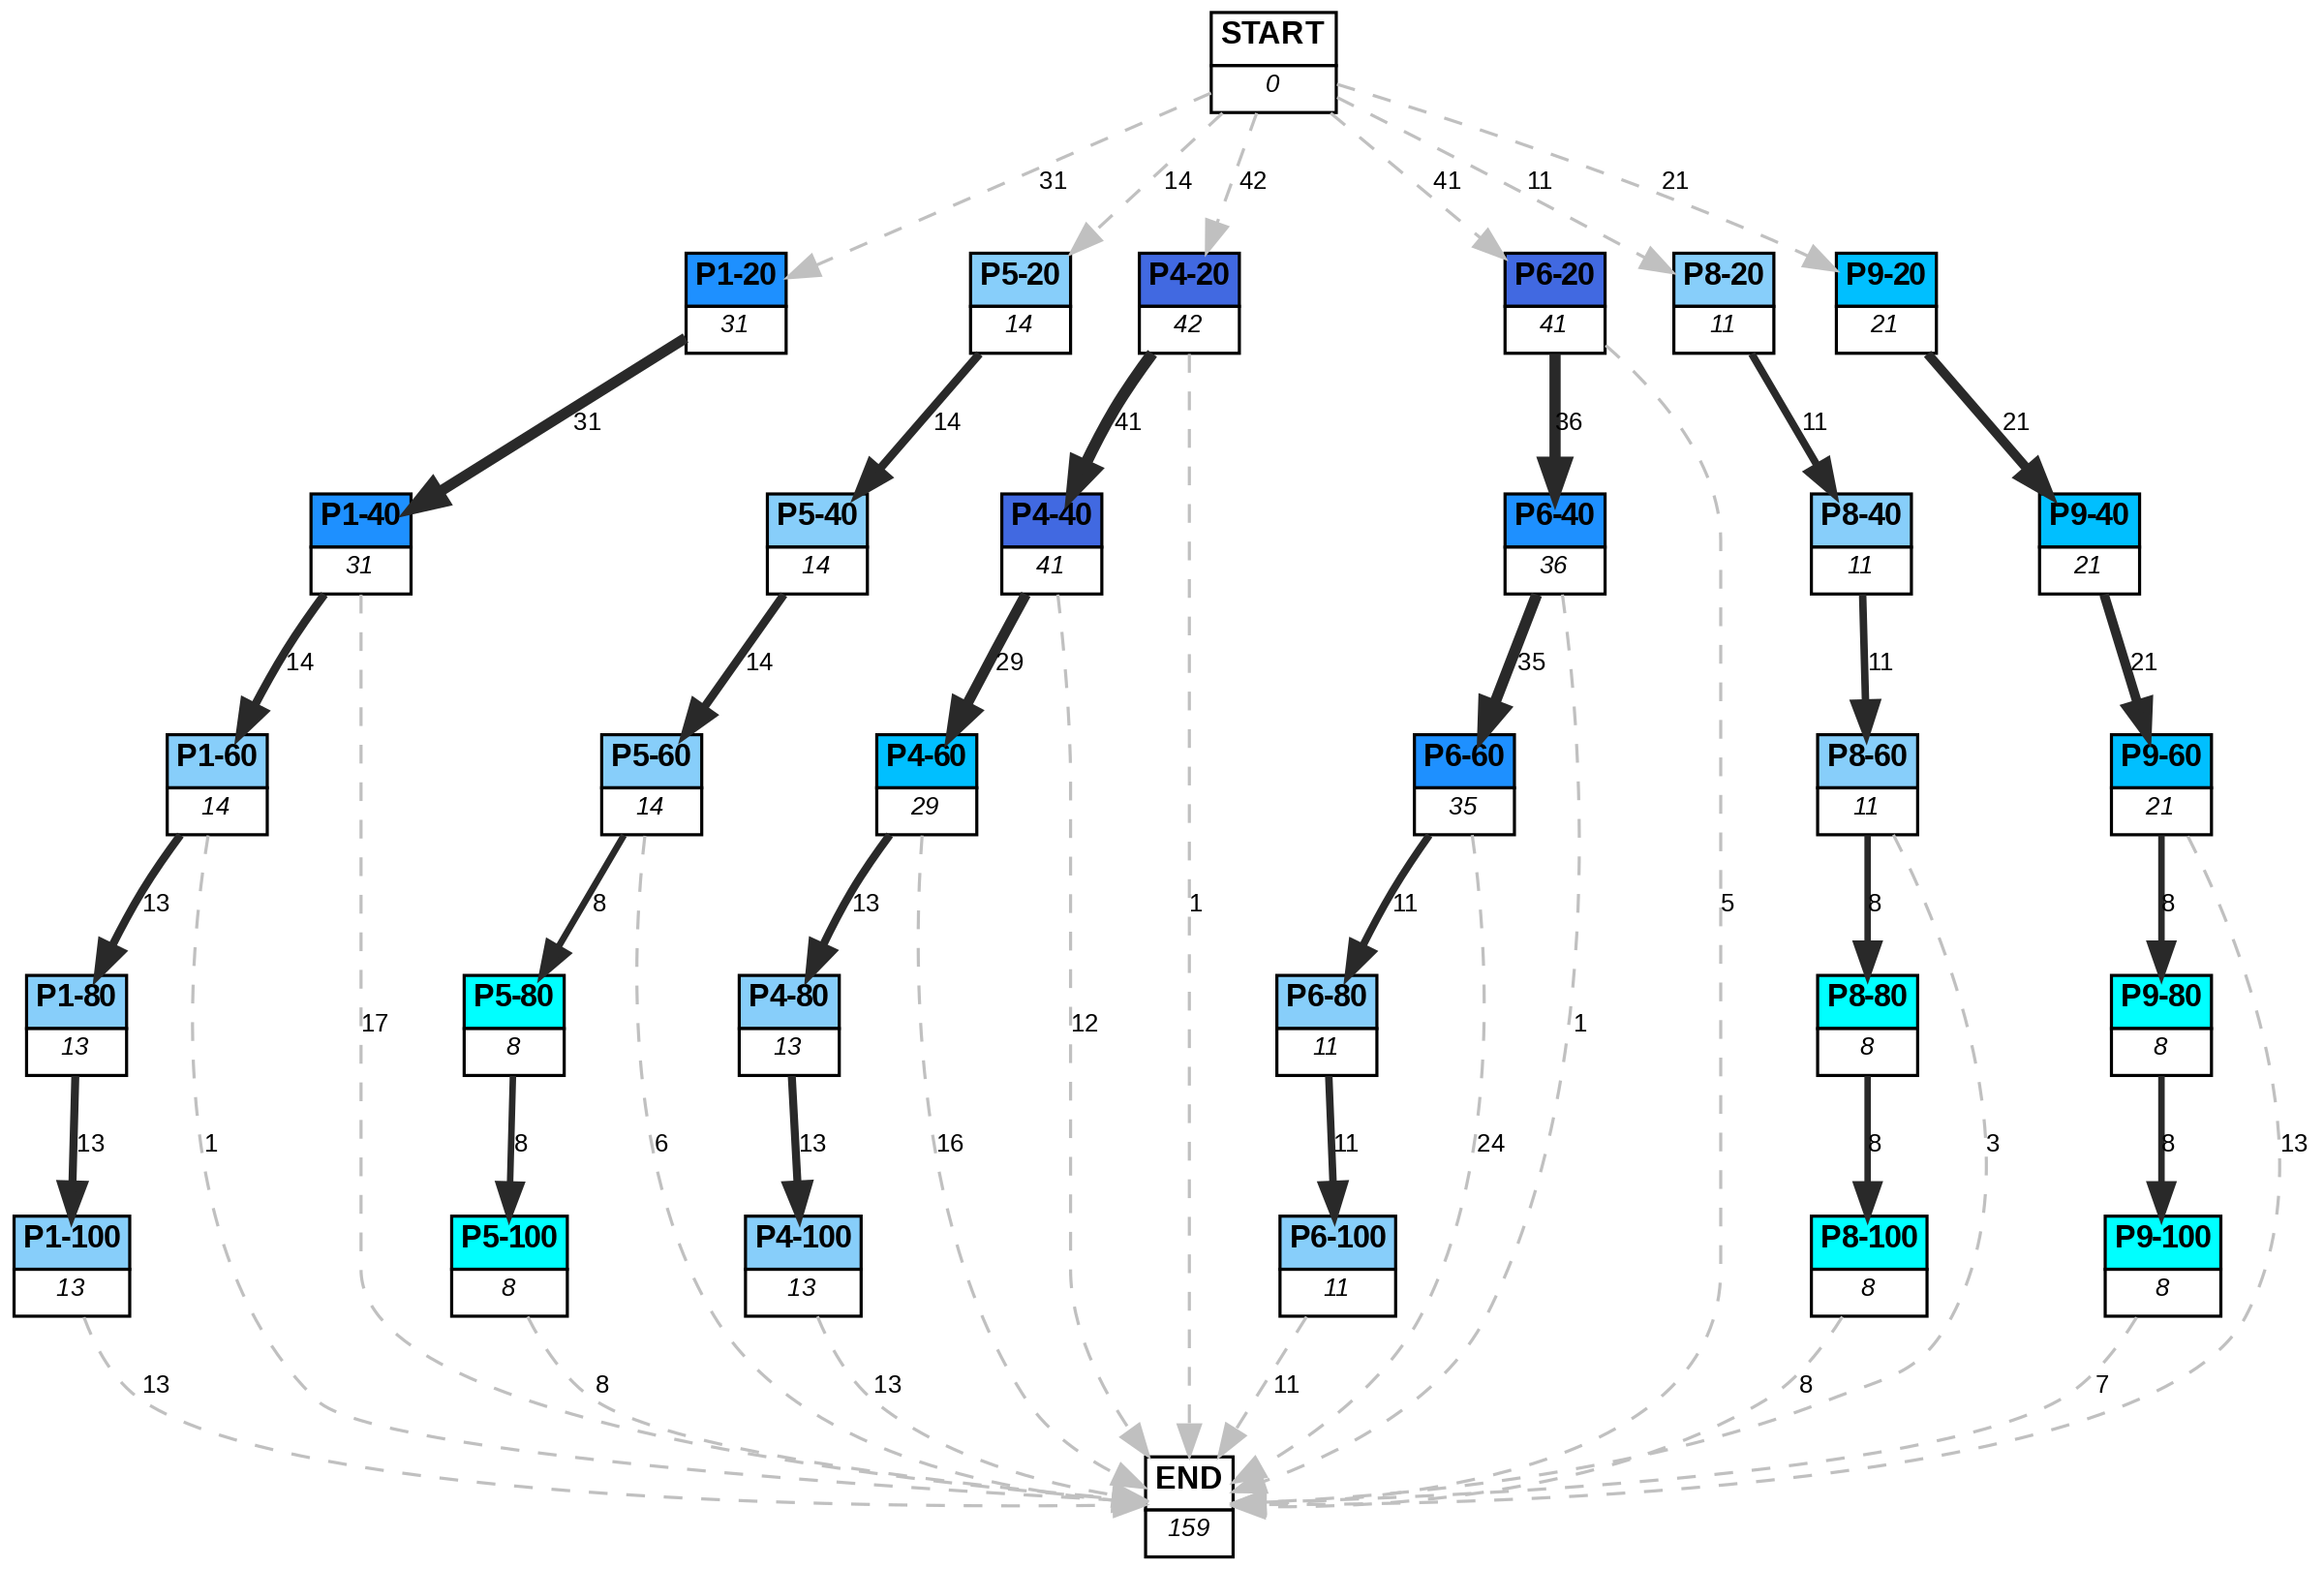 START
0
31
14
42
41
11
21
P1-20
31
P5-20
14
P4-20
42
P6-20
41
P8-20
11
P9-20
21
31
14
41
36
11
21
P1-40
31
P5-40
14
P4-40
41
P6-40
36
P8-40
11
P9-40
21
14
14
29
35
11
21
P1-60
14
P5-60
14
P4-60
29
P6-60
35
P8-60
11
P9-60
21
13
8
13
1
11
5
8
8
P1-80
13
17
P5-80
8
P4-80
13
12
P6-80
11
1
P8-80
8
P9-80
8
13
1
8
6
13
16
11
24
8
3
8
13
P1-100
13
P5-100
8
P4-100
13
P6-100
11
P8-100
8
P9-100
8
13
8
13
11
8
7
END
159